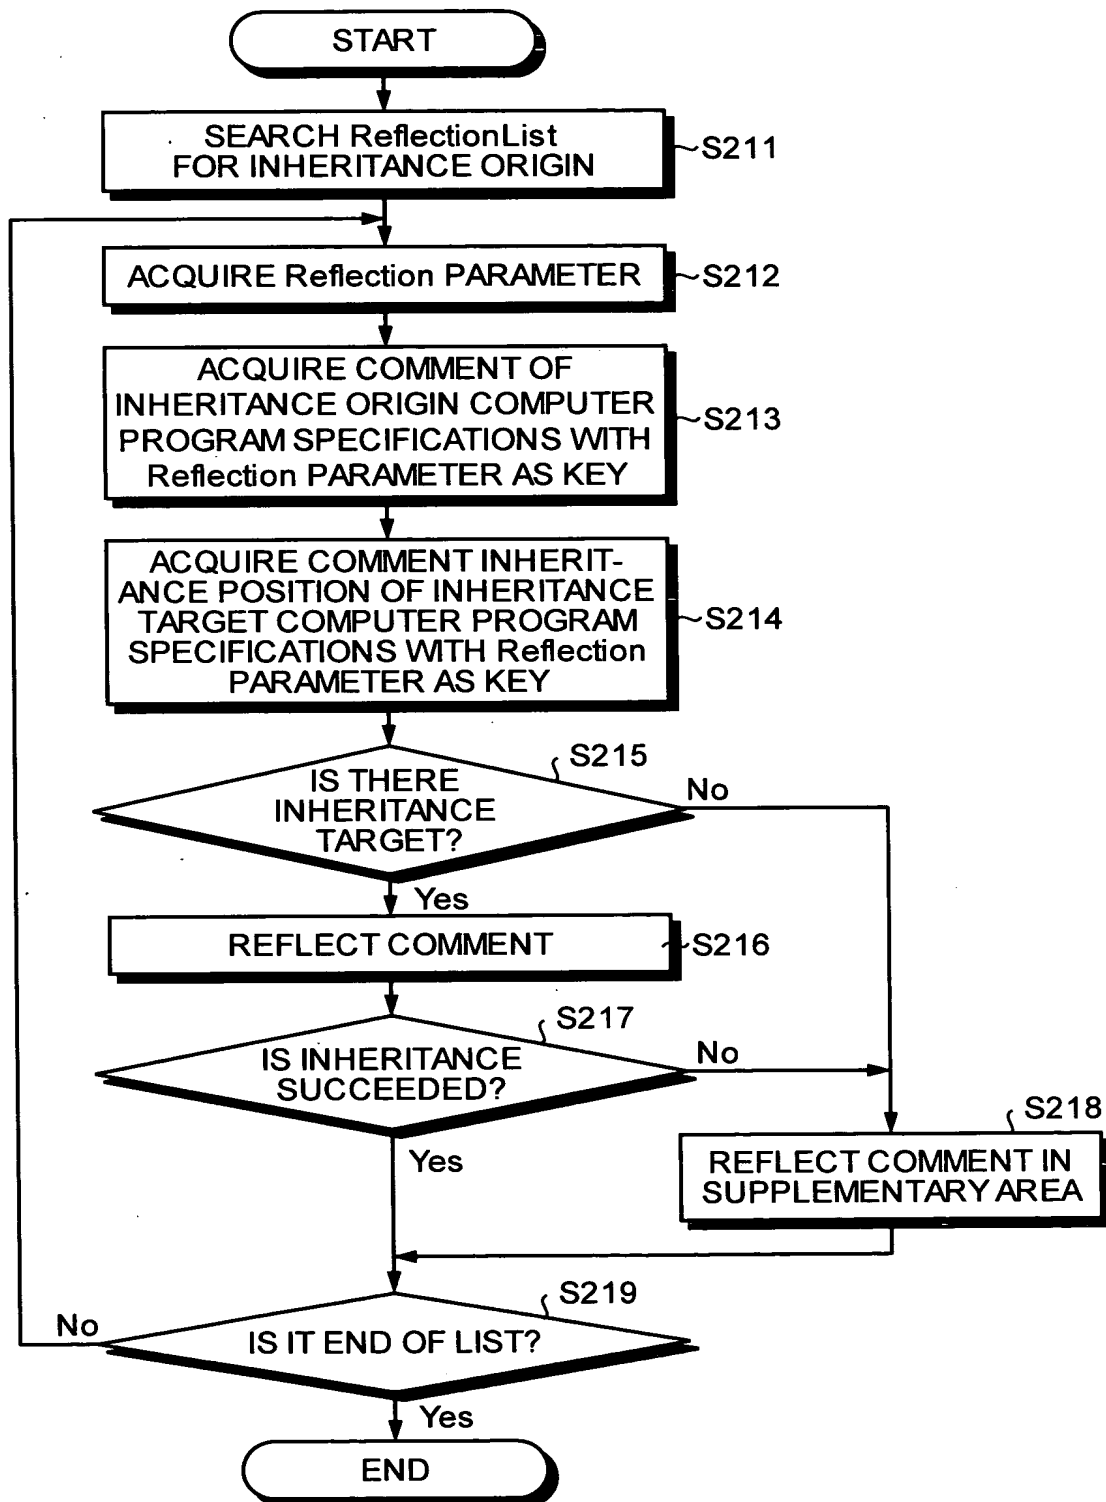 START
SEARCH ReflectionList
FOR INHERITANCE ORIGIN
S211
ACQUIRE Reflection PARAMETER
S212
ACQUIRE COMMENT OF
INHERITANCE ORIGIN COMPUTER
PROGRAM SPECIFICATIONS WITH
Reflection PARAMETER AS KEY
S213
ACQUIRE COMMENT INHERIT-
ANCE POSITION OF INHERITANCE
TARGET COMPUTER PROGRAM
SPECIFICATIONS WITH Reflection
PARAMETER AS KEY
S214
S215
IS THERE
INHERITANCE
TARGET?
No
Yes
REFLECT COMMENT
S216
S217
IS INHERITANCE
SUCCEEDED?
No
Yes
S218
REFLECT COMMENT IN
SUPPLEMENTARY AREA
S219
IS IT END OF LIST?
No
Yes
END